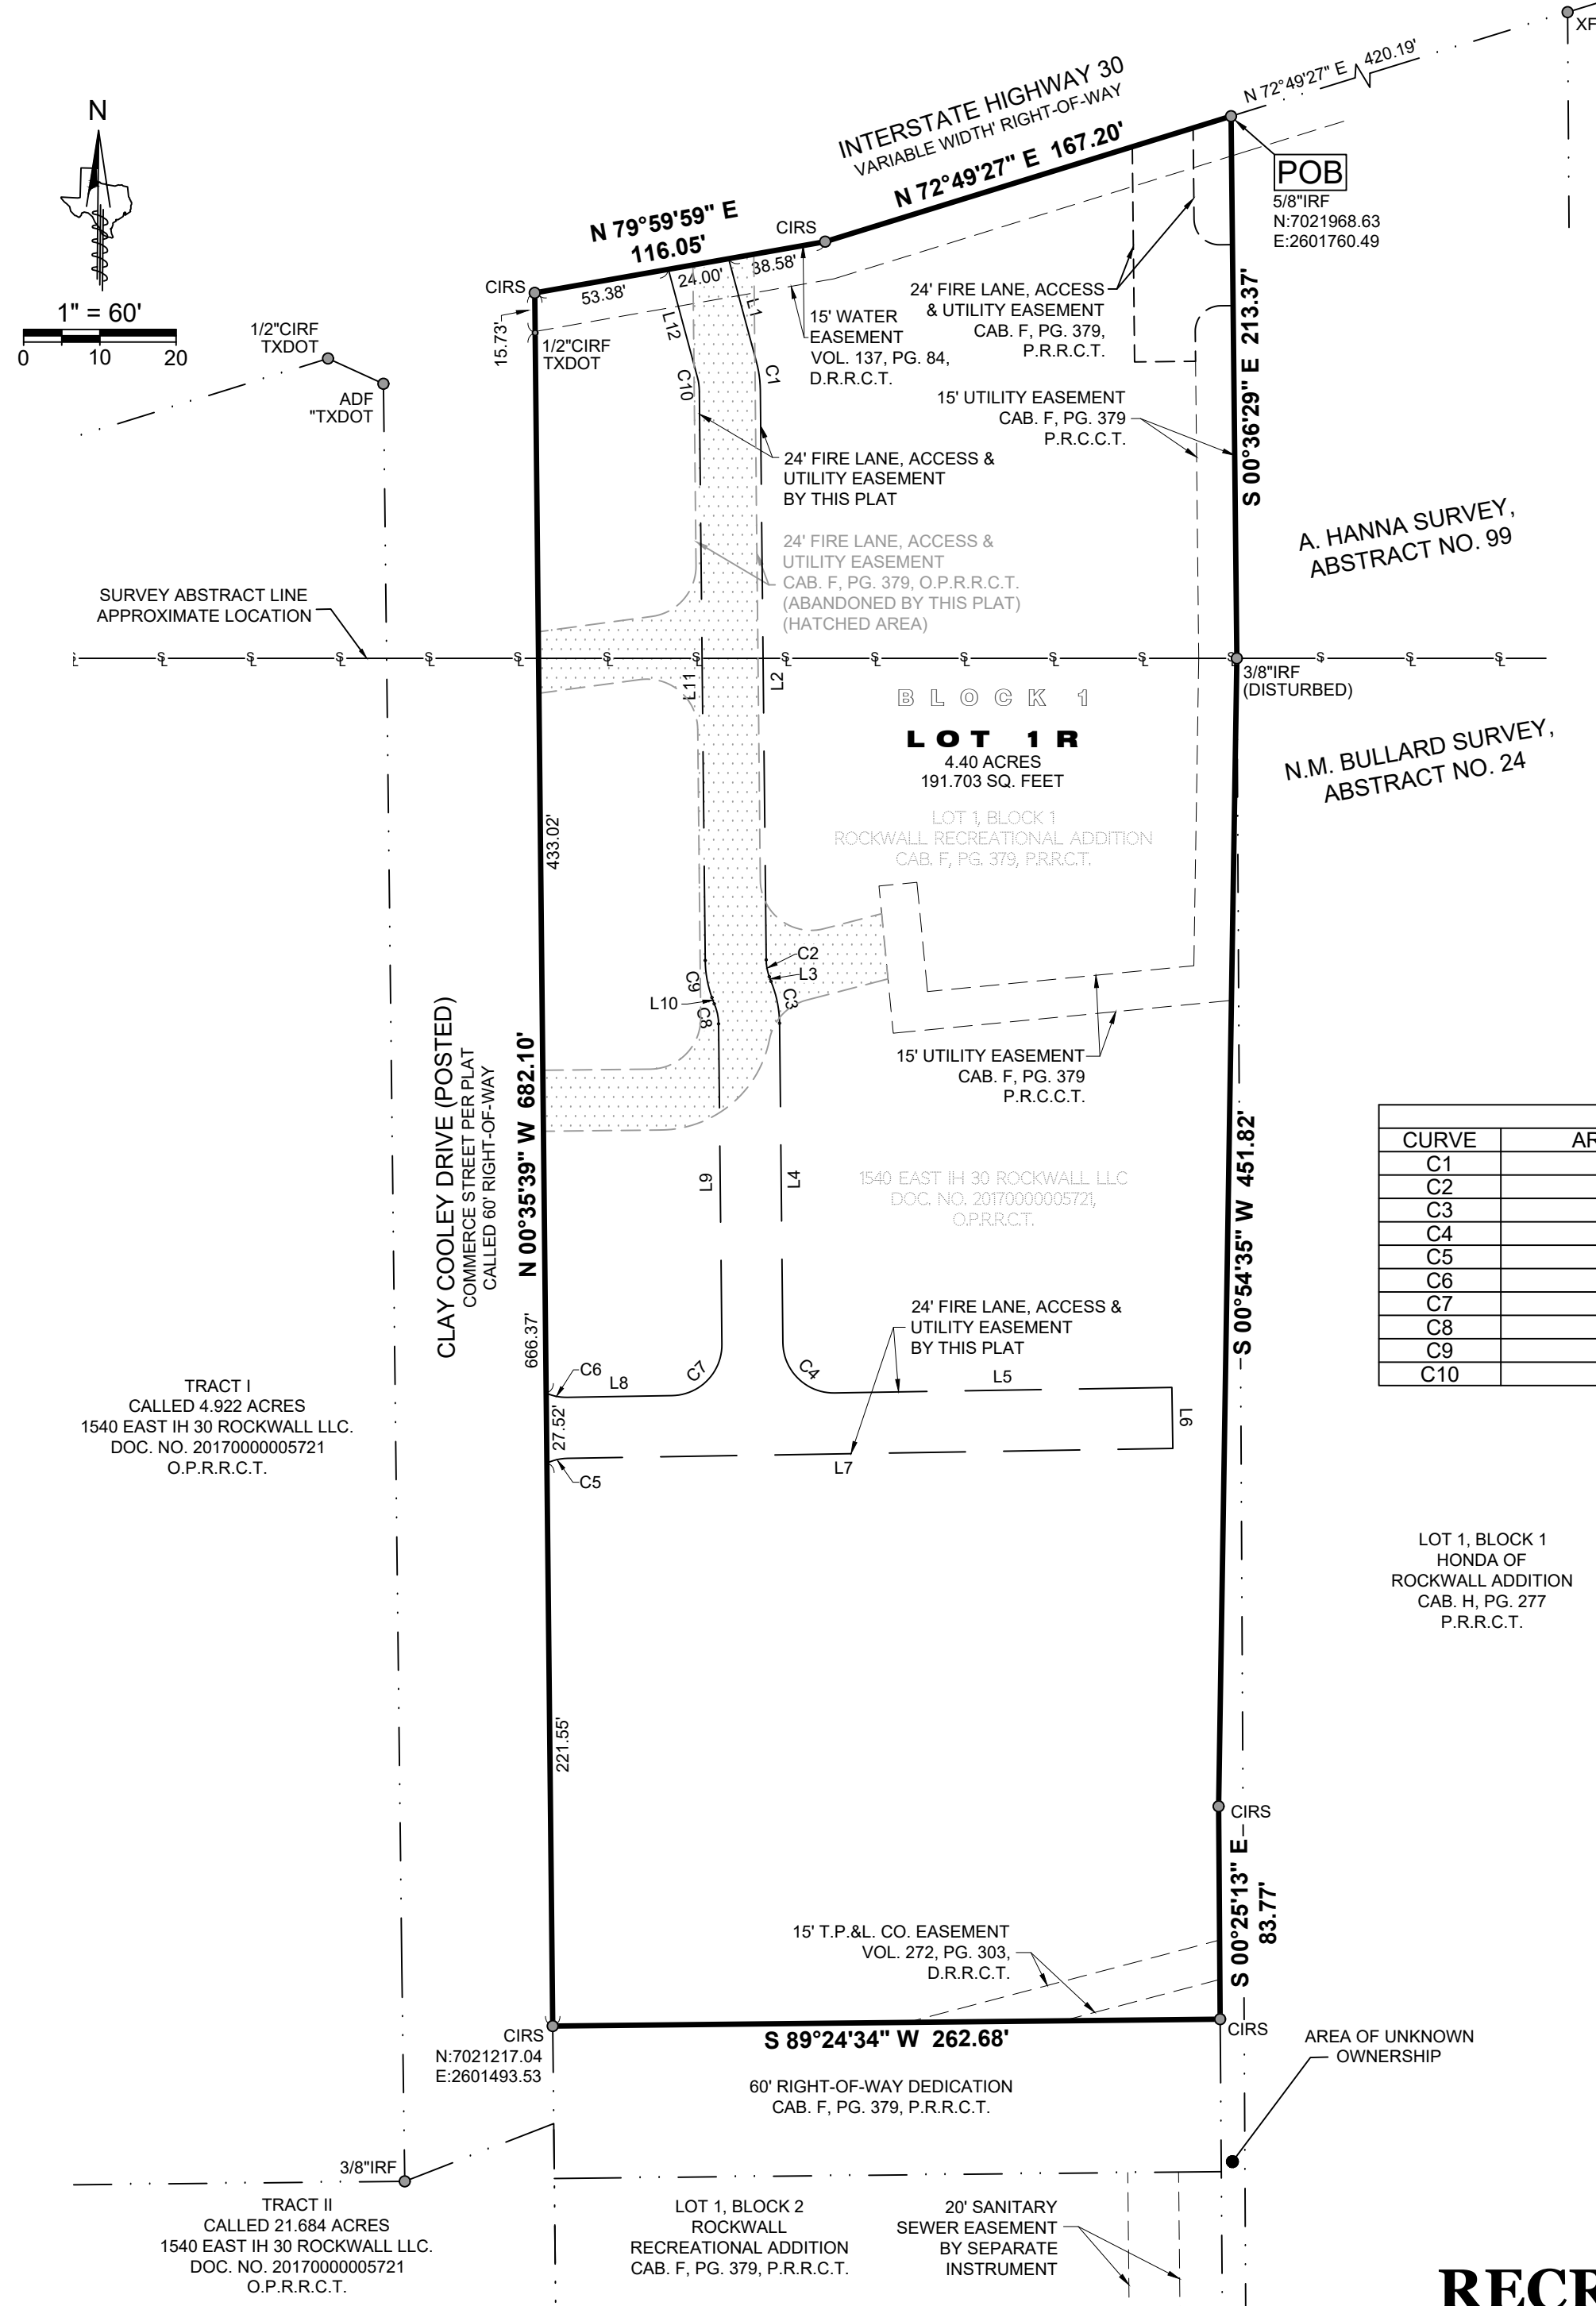 N
1" = 60'
0 10 20
1/2"CIRF
TXDOT
ADF
"TXDOT
INTERSTATE HIGHWAY 30
VARIABLE WIDTH' RIGHT-OF-WAY
N 72°49'27" E 420.19'
XF
N 72°49'27" E 167.20'
N 79°59'59" E
116.05'
CIRS
CIRS
POB
5/8"IRF
N:7021968.63
E:2601760.49
53.38'
24.00'
38.58'
15.73'
1/2"CIRF
TXDOT
L12
L1
C10
C1
15' WATER
EASEMENT
VOL. 137, PG. 84,
D.R.R.C.T.
24' FIRE LANE, ACCESS
& UTILITY EASEMENT
CAB. F, PG. 379,
P.R.R.C.T.
15' UTILITY EASEMENT
CAB. F, PG. 379
P.R.C.C.T.
S 00°36'29" E 213.37'
24' FIRE LANE, ACCESS &
UTILITY EASEMENT
BY THIS PLAT
24' FIRE LANE, ACCESS &
UTILITY EASEMENT
CAB. F, PG. 379, O.P.R.R.C.T.
(ABANDONED BY THIS PLAT)
(HATCHED AREA)
A. HANNA SURVEY,
ABSTRACT NO. 99
SURVEY ABSTRACT LINE
APPROXIMATE LOCATION
3/8"IRF
(DISTURBED)
N.M. BULLARD SURVEY,
ABSTRACT NO. 24
L11
L2
BLOCK 1
LOT 1R
4.40 ACRES
191.703 SQ. FEET
LOT 1, BLOCK 1
ROCKWALL RECREATIONAL ADDITION
CAB. F, PG. 379, P.R.R.C.T.
433.02'
C2
L3
C9
L10
C8
C3
15' UTILITY EASEMENT
CAB. F, PG. 379
P.R.C.C.T.
CLAY COOLEY DRIVE (POSTED)
COMMERCE STREET PER PLAT
CALLED 60' RIGHT-OF-WAY
N 00°35'39" W 682.10'
666.37'
L9
L4
1540 EAST IH 30 ROCKWALL LLC
DOC. NO. 20170000005721,
O.P.R.R.C.T.
S 00°54'35" W 451.82'
CURVE AR
C1
C2
C3
C4
C5
C6
C7
C8
C9
C10
24' FIRE LANE, ACCESS &
UTILITY EASEMENT
BY THIS PLAT
C6
L8
C7
C4
L5
L6
27.52'
L7
C5
TRACT I
CALLED 4.922 ACRES
1540 EAST IH 30 ROCKWALL LLC.
DOC. NO. 20170000005721
O.P.R.R.C.T.
LOT 1, BLOCK 1
HONDA OF
ROCKWALL ADDITION
CAB. H, PG. 277
P.R.R.C.T.
221.55'
CIRS
S 00°25'13" E
83.77'
15' T.P.&L. CO. EASEMENT
VOL. 272, PG. 303,
D.R.R.C.T.
CIRS
N:7021217.04
E:2601493.53
S 89°24'34" W 262.68'
CIRS
AREA OF UNKNOWN
OWNERSHIP
60' RIGHT-OF-WAY DEDICATION
CAB. F, PG. 379, P.R.R.C.T.
3/8"IRF
TRACT II
CALLED 21.684 ACRES
1540 EAST IH 30 ROCKWALL LLC.
DOC. NO. 20170000005721
O.P.R.R.C.T.
LOT 1, BLOCK 2
ROCKWALL
RECREATIONAL ADDITION
CAB. F, PG. 379, P.R.R.C.T.
20' SANITARY
SEWER EASEMENT
BY SEPARATE
INSTRUMENT
RECR